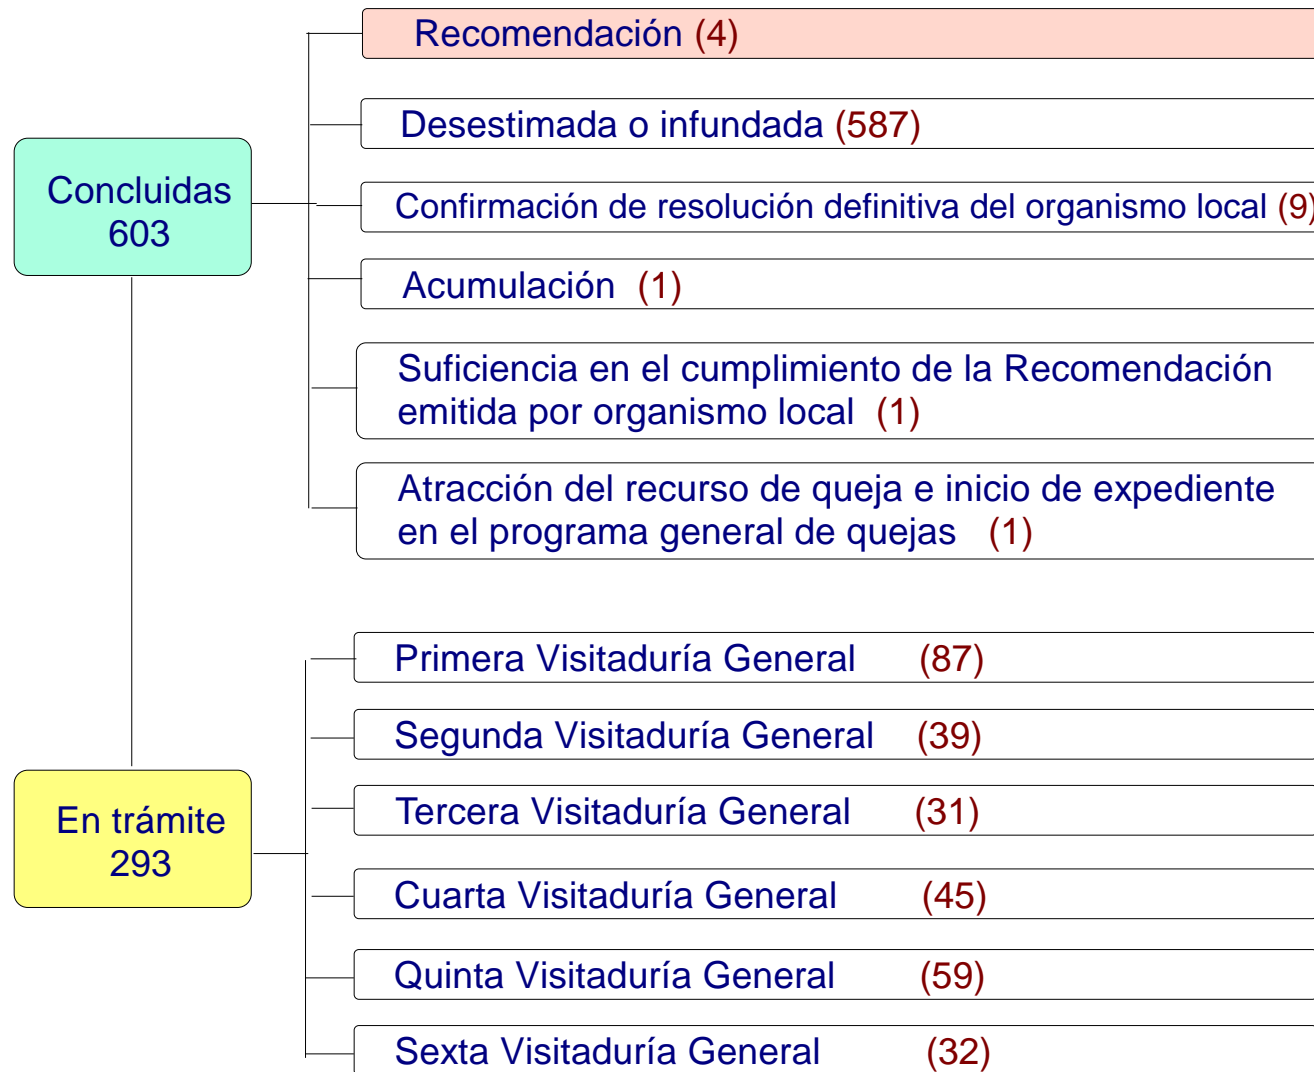 Recomendación (4)
Desestimada o infundada (587)
Concluidas
603
Confirmación de resolución definitiva del organismo local (9)
Acumulación (1)
Suficiencia en el cumplimiento de la Recomendación
emitida por organismo local (1)
Atracción del recurso de queja e inicio de expediente
en el programa general de quejas (1)
Primera Visitaduría General (87)
Segunda Visitaduría General (39)
En trámite
293
Tercera Visitaduría General (31)
Cuarta Visitaduría General (45)
Quinta Visitaduría General (59)
Sexta Visitaduría General (32)